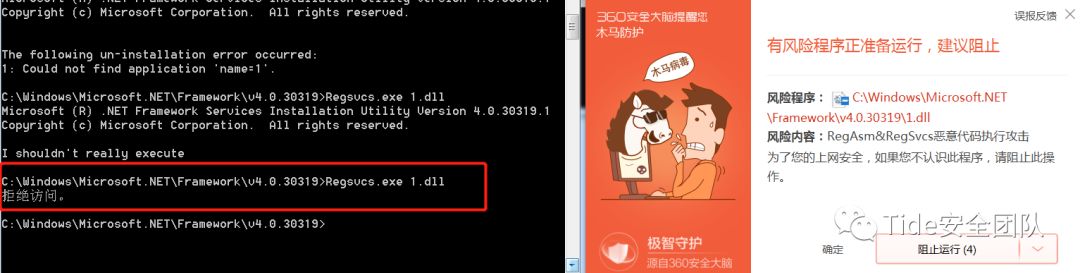 Copyright (c) Microsoft Corporation.  All rights reserved.
The following un-installation error occurred:
1: Could not find application 'name=1'.
C:\Windows\Microsoft.NET\Framework\v4.0.30319>Regsvcs.exe 1.dll
Microsoft (R) .NET Framework Services Installation Utility Version 4.0.30319.1
Copyright (c) Microsoft Corporation.  All rights reserved.
I shouldn't really execute
C:\Windows\Microsoft.NET\Framework\v4.0.30319>Regsvcs.exe 1.dll
拒绝访问。
C:\Windows\Microsoft.NET\Framework\v4.0.30319>
360安全大脑提醒您
木马防护
木马病毒
极智守护
源自360安全大脑
误报反馈
有风险程序正准备运行，建议阻止
风险程序： C:\Windows\Microsoft.NET
\Framework\v4.0.30319\1.dll
风险内容：RegAsm&RegSvcs恶意代码执行攻击
为了您的上网安全，如果您不认识此程序，请阻止此操
作。
Tide安全团队
确定
阻止运行 (4)